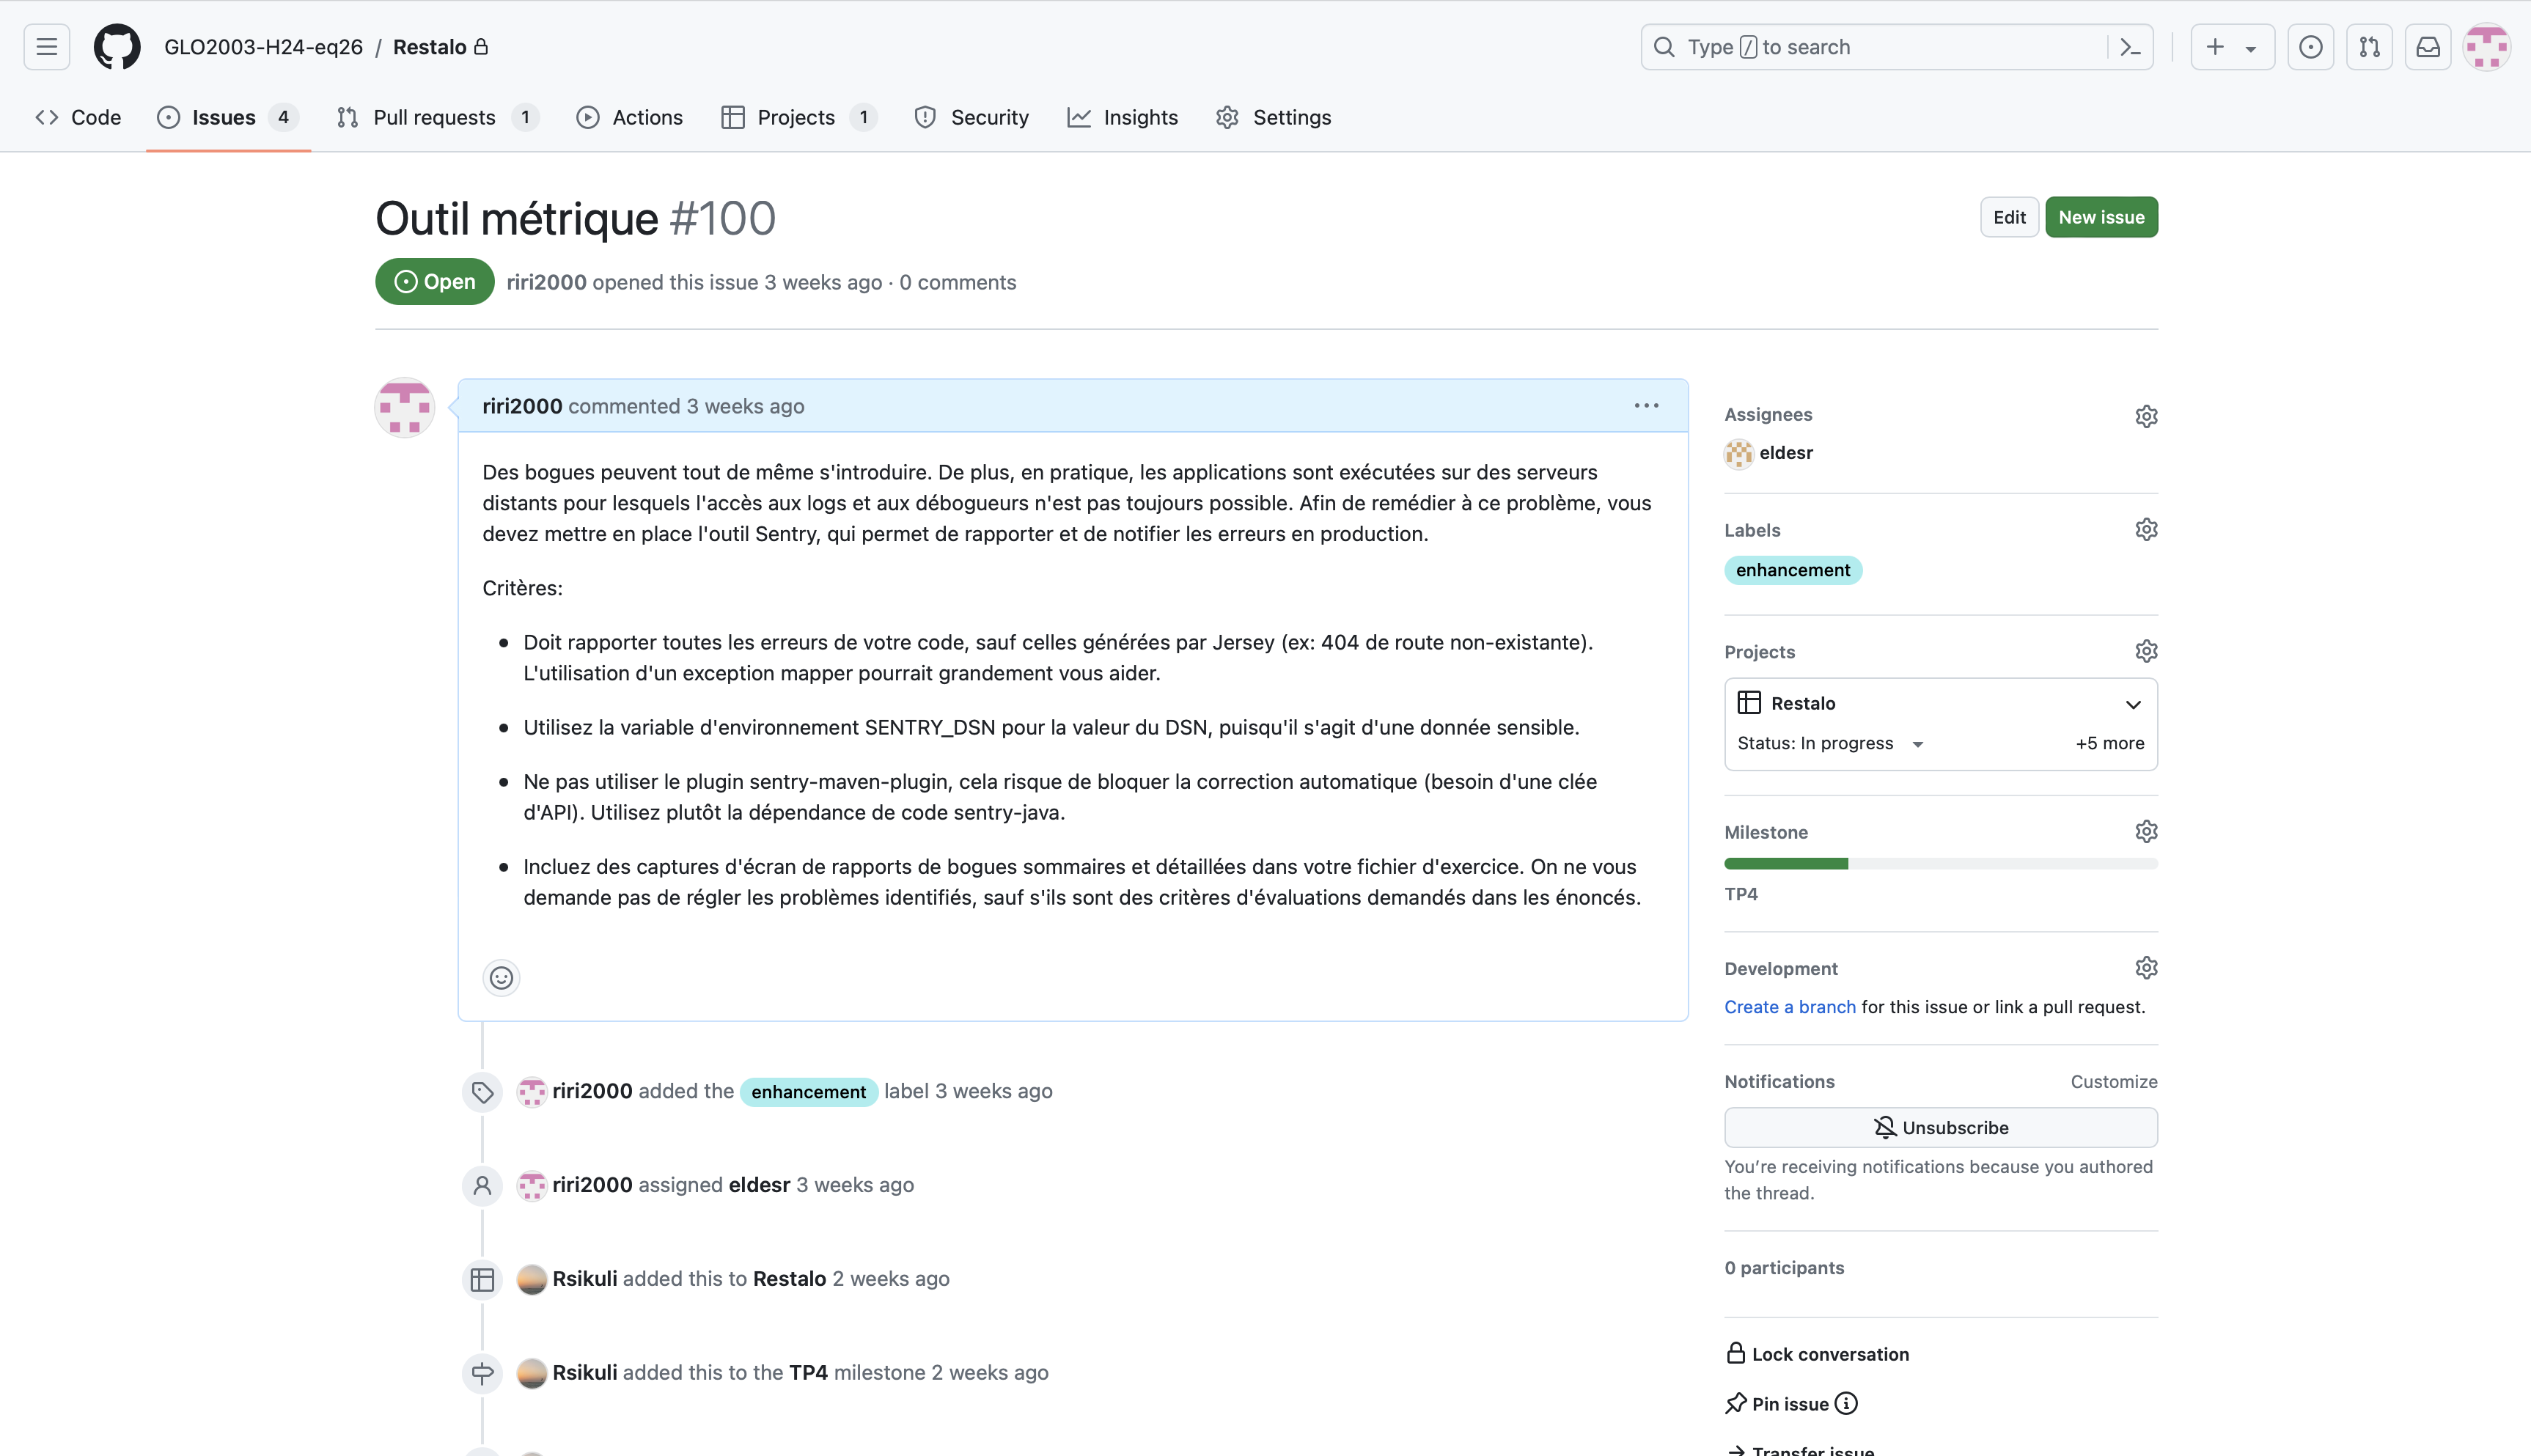 GLO2003-H24-eq26 / Restalo
Type / to search
Code
Issues 4
Pull requests 1
Actions
Projects 1
Security
Insights
Settings
Outil métrique #100
Edit
New issue
Open
riri2000 opened this issue 3 weeks ago · 0 comments
riri2000 commented 3 weeks ago
Des bogues peuvent tout de même s'introduire. De plus, en pratique, les applications sont exécutées sur des serveurs
distants pour lesquels l'accès aux logs et aux débogueurs n'est pas toujours possible. Afin de remédier à ce problème, vous
devez mettre en place l'outil Sentry, qui permet de rapporter et de notifier les erreurs en production.
Critères:
Doit rapporter toutes les erreurs de votre code, sauf celles générées par Jersey (ex: 404 de route non-existante).
L'utilisation d'un exception mapper pourrait grandement vous aider.
Utilisez la variable d'environnement SENTRY_DSN pour la valeur du DSN, puisqu'il s'agit d'une donnée sensible.
Ne pas utiliser le plugin sentry-maven-plugin, cela risque de bloquer la correction automatique (besoin d'une clée
d'API). Utilisez plutôt la dépendance de code sentry-java.
Incluez des captures d'écran de rapports de bogues sommaires et détaillées dans votre fichier d'exercice. On ne vous
demande pas de régler les problèmes identifiés, sauf s'ils sont des critères d'évaluations demandés dans les énoncés.
riri2000 added the enhancement label 3 weeks ago
riri2000 assigned eldesr 3 weeks ago
Rsikuli added this to Restalo 2 weeks ago
Rsikuli added this to the TP4 milestone 2 weeks ago
Assignees
eldesr
Labels
enhancement
Projects
Restalo
Status: In progress
+5 more
Milestone
TP4
Development
Create a branch for this issue or link a pull request.
Notifications
Customize
Unsubscribe
You're receiving notifications because you authored
the thread.
0 participants
Lock conversation
Pin issue
Transfer issue